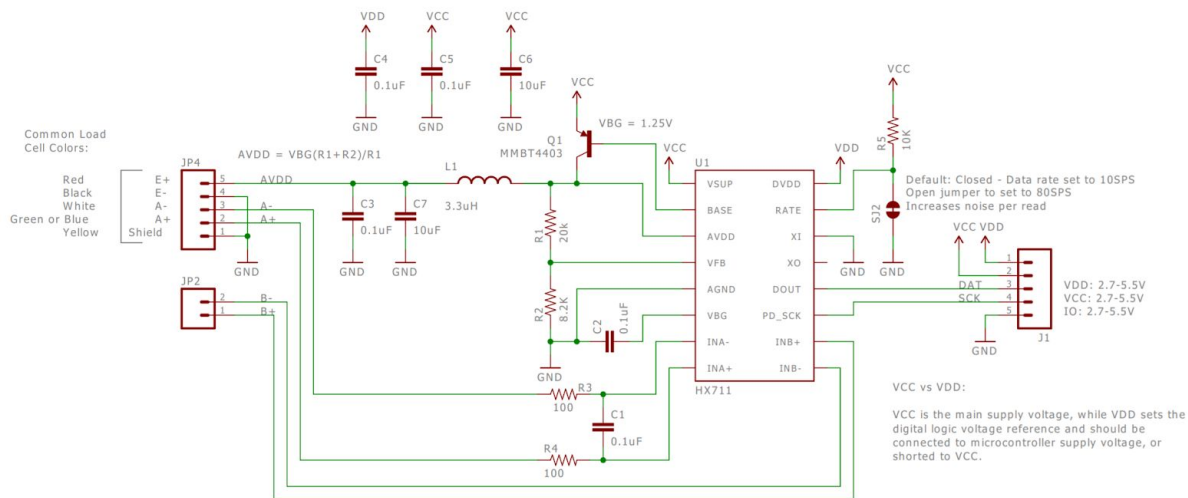 VDD
VCC
VCC
C4
0.1uF
C5
0.1uF
C6
10uF
GND
GND
GND
VCC
VBG = 1.25V
Q1
MMBT4403
VCC
VDD
VCC
R5
10K
Common Load
Cell Colors:
AVDD = VBG(R1+R2)/R1
JP4
Red E+ 5 AVDD
Black E- 4
White A- 3 A-
Green or Blue A+ 2 A+
Yellow Shield 1
GND
L1
3.3uH
C3
0.1uF
C7
10uF
GND
GND
R1
20k
R2
8.2K
C2
0.1uF
GND
U1
VSUP DVDD
BASE RATE
AVDD XI
VFB XO
AGND DOUT
VBG PD_SCK
INA- INB+
INA+ INB-
HX711
GND
Default: Closed - Data rate set to 10SPS
Open jumper to set to 80SPS
Increases noise per read
SJ2
GND
VCC VDD
1
2
DAT 3
SCK 4
5
GND
J1
VDD: 2.7-5.5V
VCC: 2.7-5.5V
IO: 2.7-5.5V
JP2
2 B-
1 B+
R3
100
C1
0.1uF
R4
100
VCC vs VDD:
VCC is the main supply voltage, while VDD sets the
digital logic voltage reference and should be
connected to microcontroller supply voltage, or
shorted to VCC.